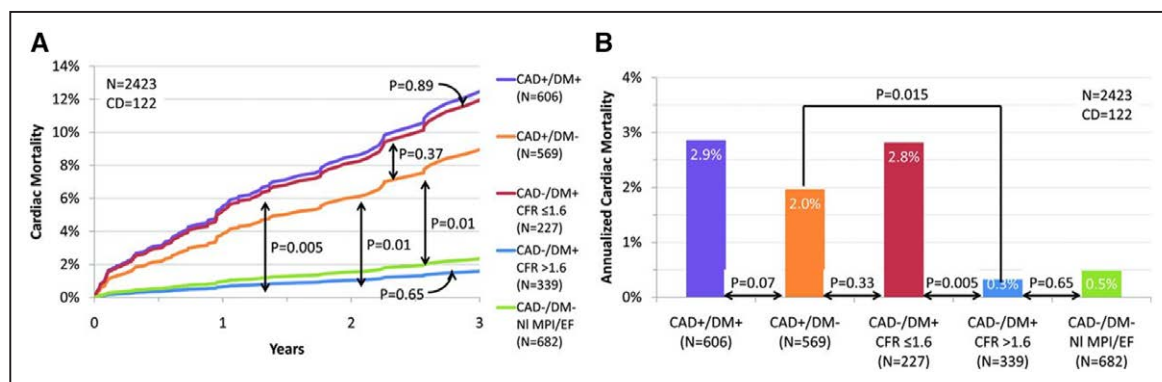 A
Cardiac Mortality
14%
12%
10%
8%
6%
4%
2%
0%
N=2423
CD=122
P=0.89
P=0.37
P=0.01
P=0.005
P=0.01
P=0.65
0
1
2
3
Years
CAD+/DM+
(N=606)
CAD+/DM-
(N=569)
CAD-/DM+
CFR ≤1.6
(N=227)
CAD-/DM+
CFR >1.6
(N=339)
CAD-/DM-
Nl MPI/EF
(N=682)
B
Annualized Cardiac Mortality
4%
3%
2%
1%
0%
P=0.015
N=2423
CD=122
2.9%
2.0%
2.8%
0.3%
0.5%
P=0.07
P=0.33
P=0.005
P=0.65
CAD+/DM+
(N=606)
CAD+/DM-
(N=569)
CAD-/DM+
CFR ≤1.6
(N=227)
CAD-/DM+
CFR >1.6
(N=339)
CAD-/DM-
Nl MPI/EF
(N=682)